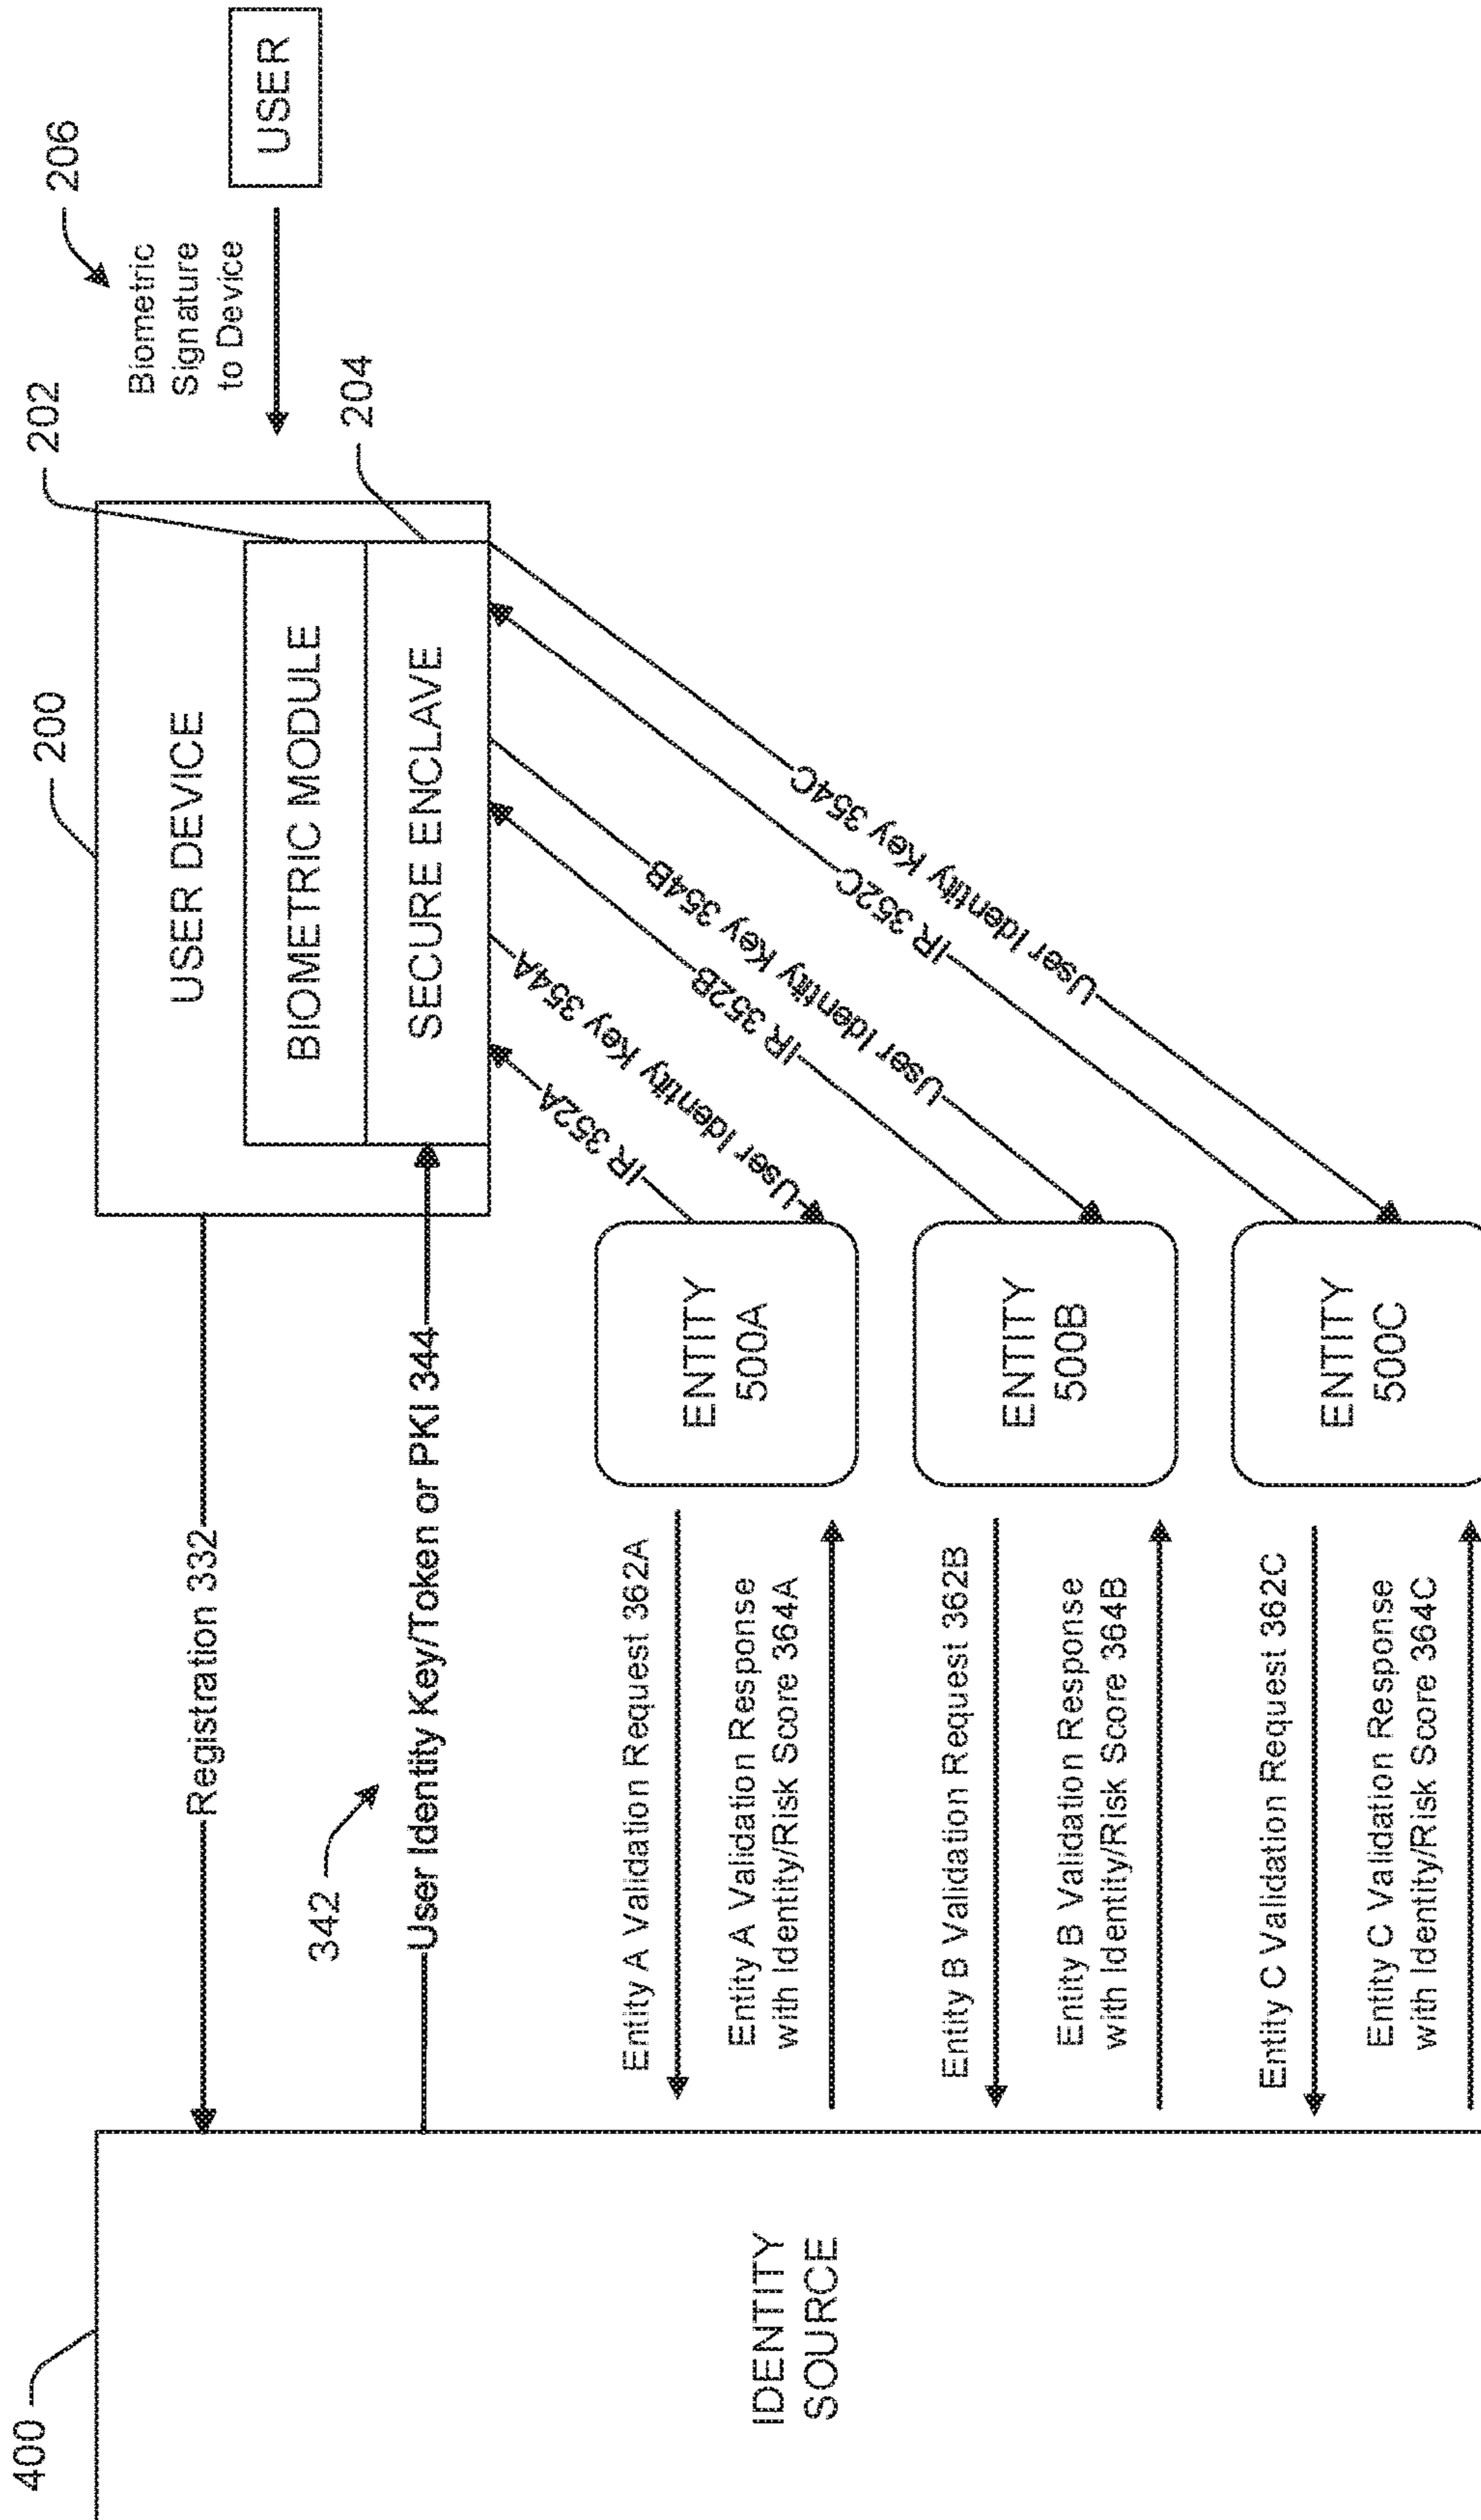 400
IDENTITY
SOURCE
Registration 332
342
User Identity Key/Token or PKI 344
Entity A Validation Request 362A
Entity A Validation Response
with Identity/Risk Score 364A
Entity B Validation Request 362B
Entity B Validation Response
with Identity/Risk Score 364B
Entity C Validation Request 362C
Entity C Validation Response
with Identity/Risk Score 364C
200
USER DEVICE
BIOMETRIC MODULE
SECURE ENCLAVE
202
204
206
Biometric
Signature
to Device
USER
IR 352A
User Identity Key 354A
IR 352B
User Identity Key 354B
IR 352C
User Identity Key 354C
ENTITY
500A
ENTITY
500B
ENTITY
500C